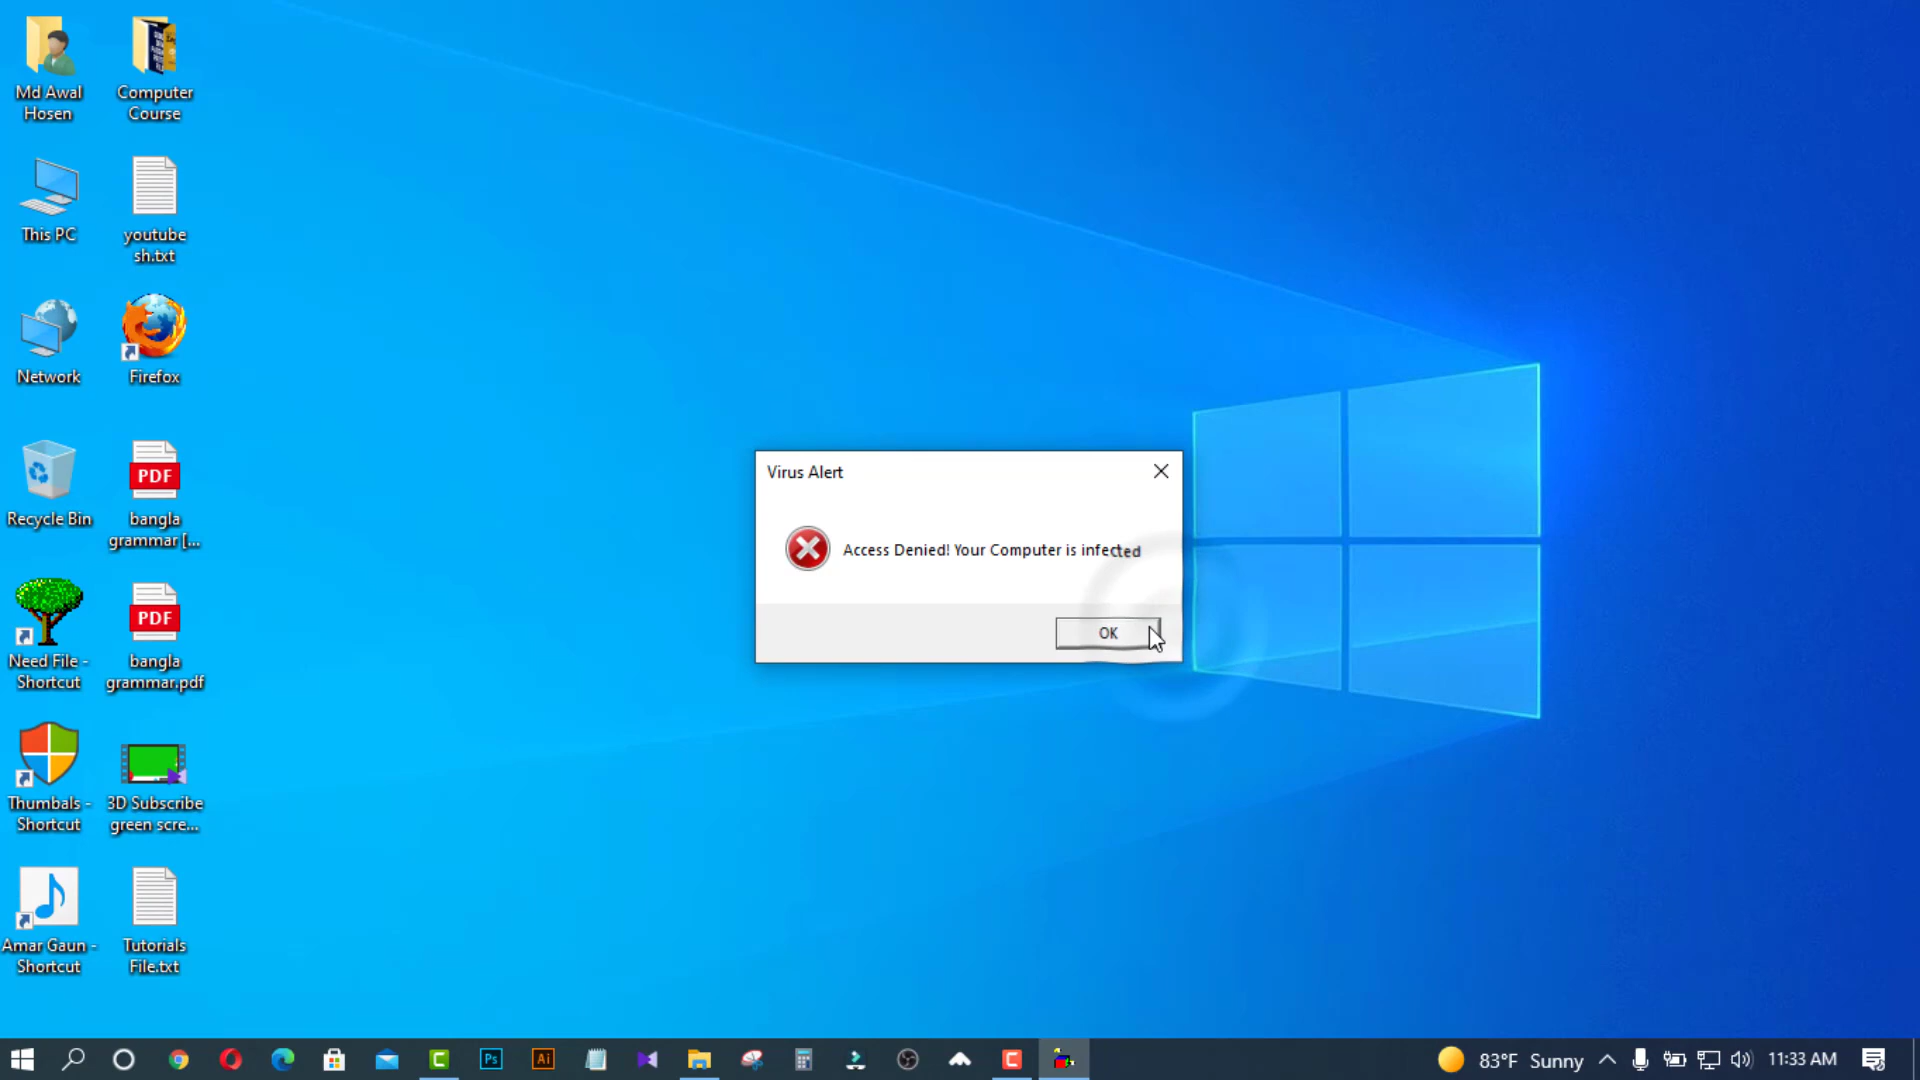 Md Awal
Hosen
Computer
Course
This PC
youtube
sh.txt
Network
Firefox
Recycle Bin
PDF
bangla
grammar [...
Need File -
Shortcut
PDF
bangla
grammar.pdf
Thumbals -
Shortcut
3D Subscribe
green scre...
Amar Gaun -
Shortcut
Tutorials
File.txt
Virus Alert
Access Denied! Your Computer is infected
OK
Ps
Ai
83°F Sunny
11:33 AM